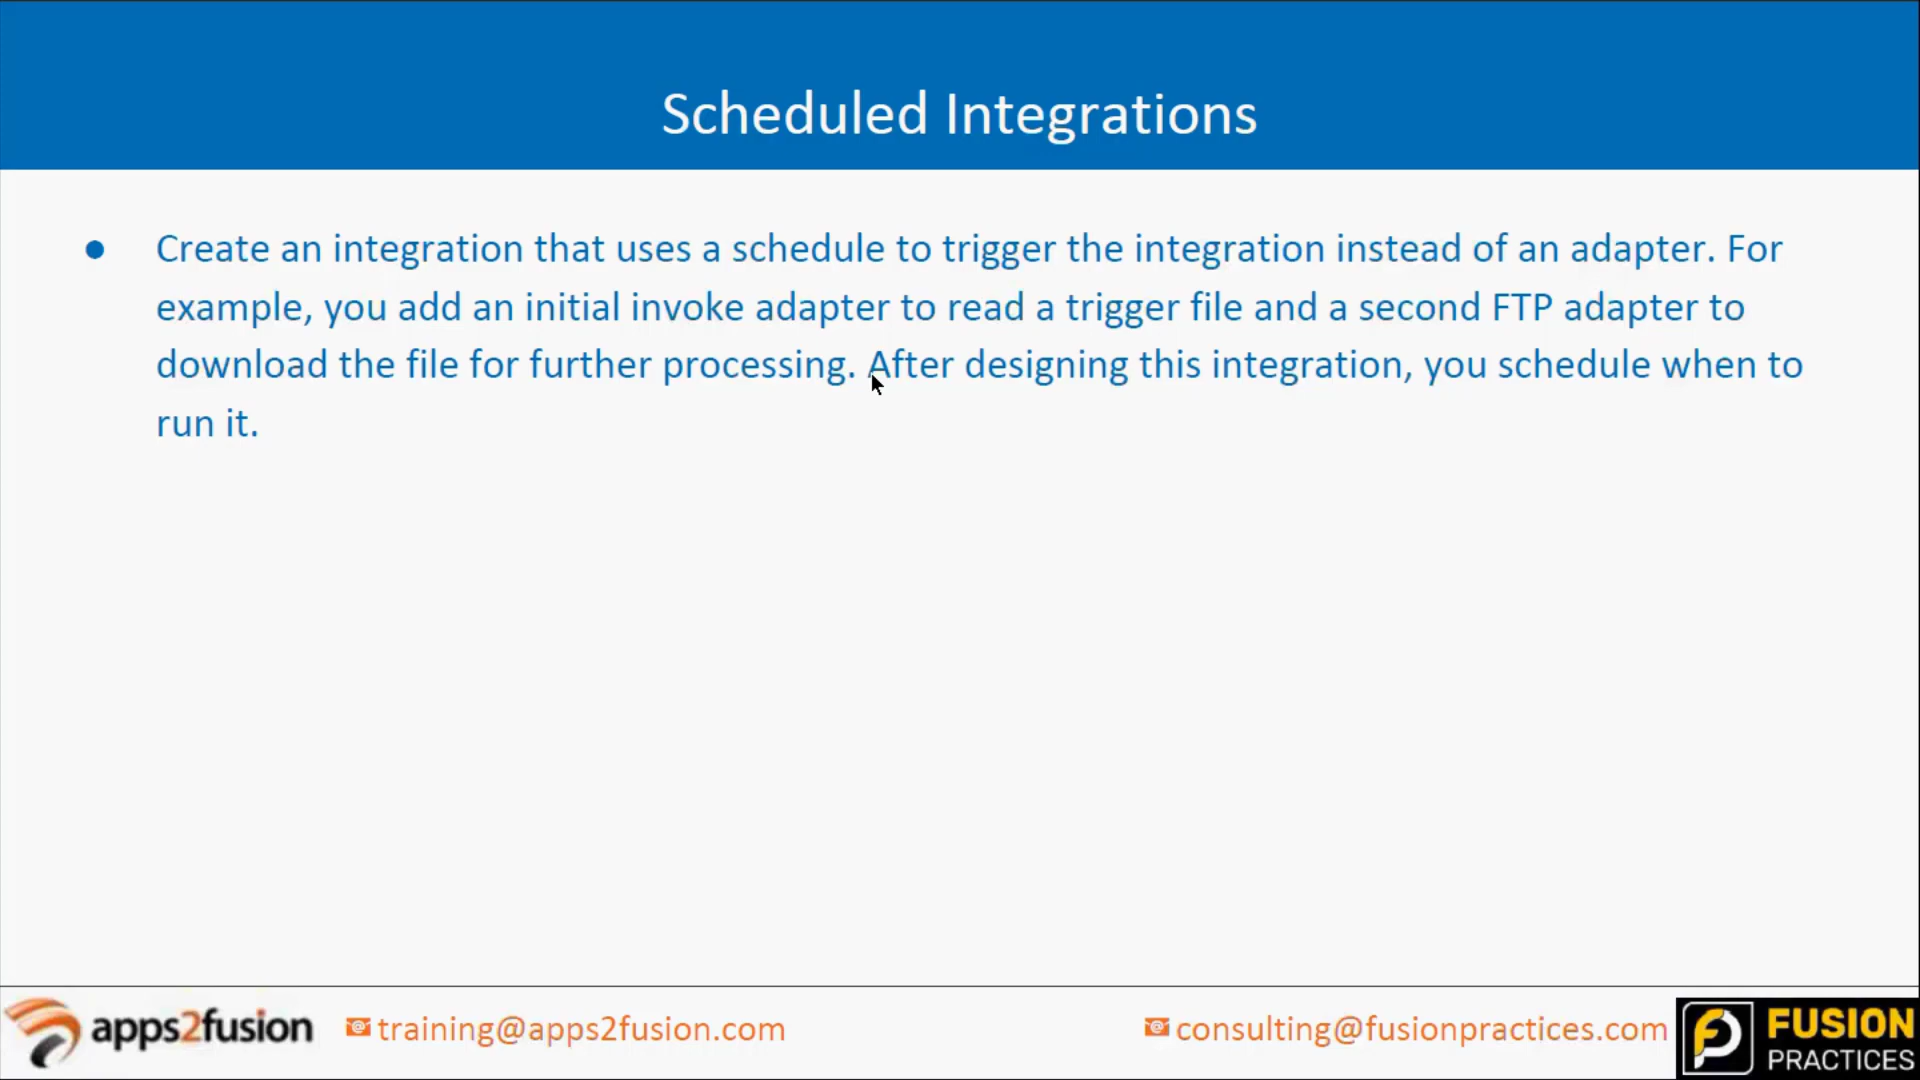 Scheduled Integrations
● Create an integration that uses a schedule to trigger the integration instead of an adapter. For
example, you add an initial invoke adapter to read a trigger file and a second FTP adapter to
download the file for further processing. After designing this integration, you schedule when to
run it.
apps2fusion training@apps2fusion.com consulting@fusionpractices.com FUSION
PRACTICES